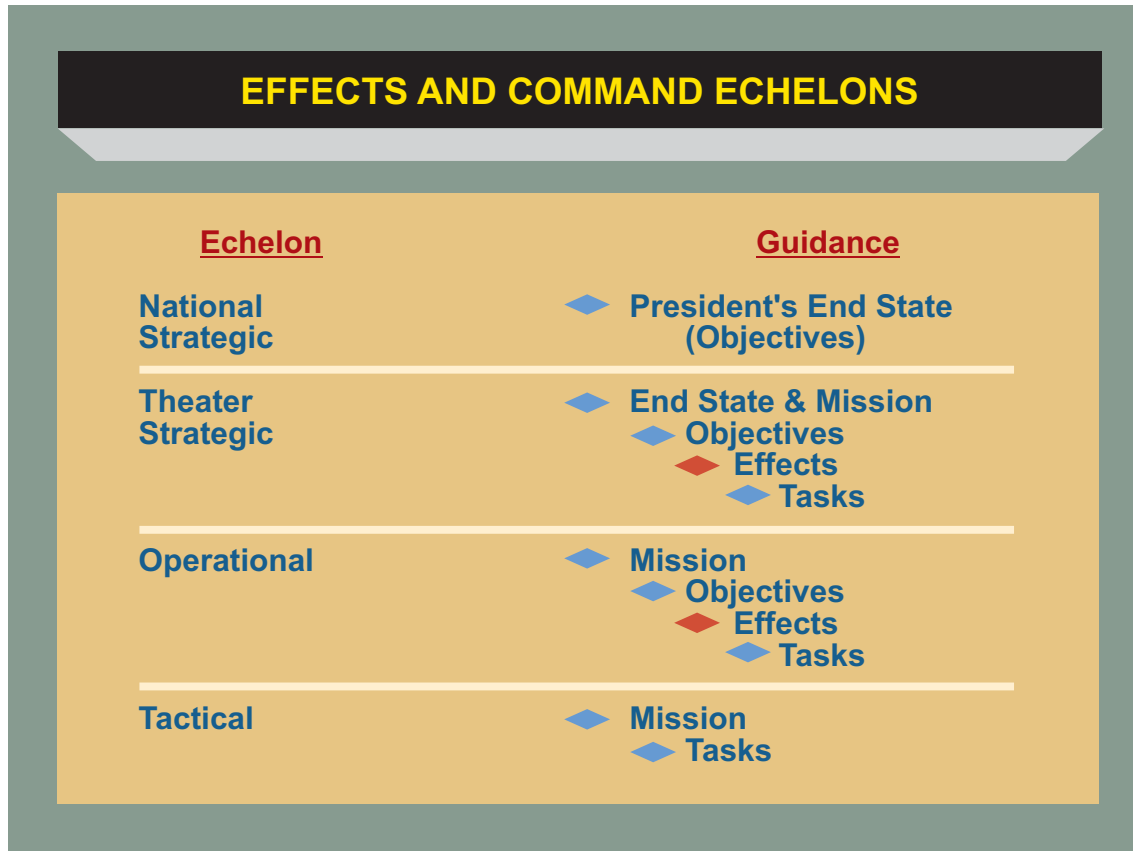 EFFECTS AND COMMAND ECHELONS
Echelon Guidance
National Strategic
President's End State
(Objectives)
Theater
Strategic
End State & Mission
Objectives
Effects
Tasks
Operational
Mission
Objectives
Effects
Tasks
Tactical
Mission
Tasks